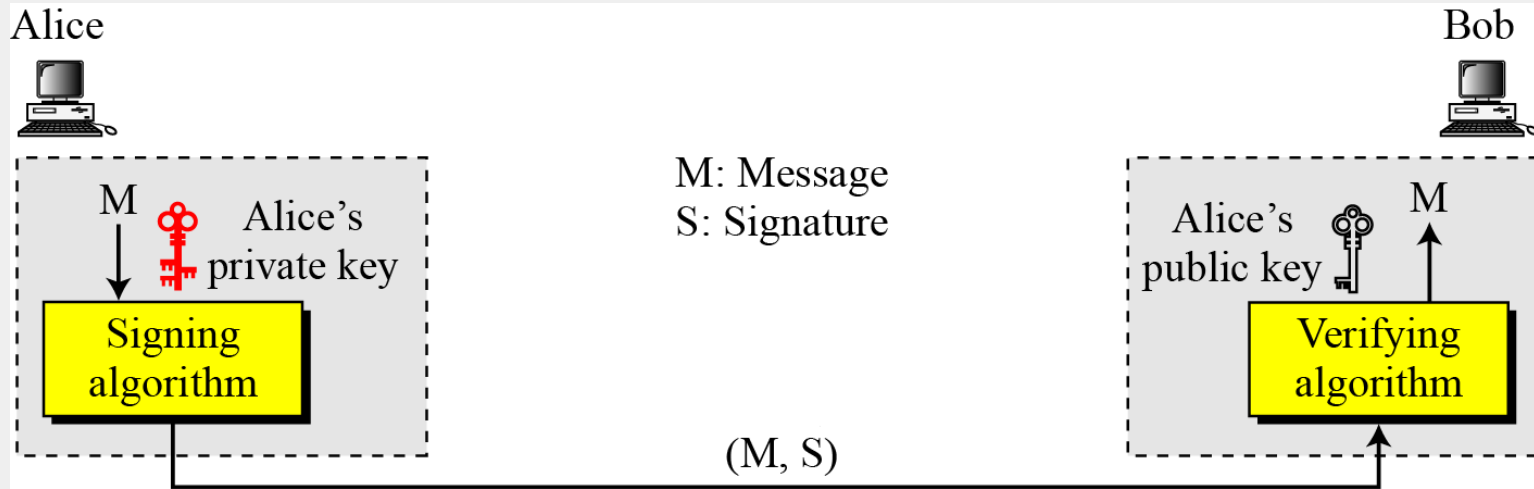 Alice
Bob
M
Alice’s
private key
Signing
algorithm
M: Message
S: Signature
(M, S)
Alice’s
public key
M
Verifying
algorithm